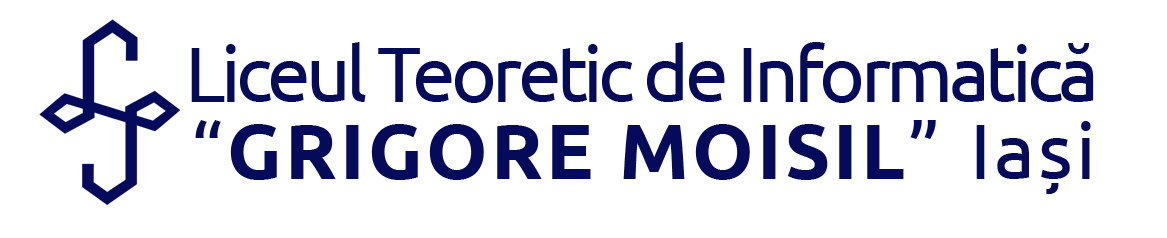 Liceul Teoretic de Informatică
“GRIGORE MOISIL” Iași